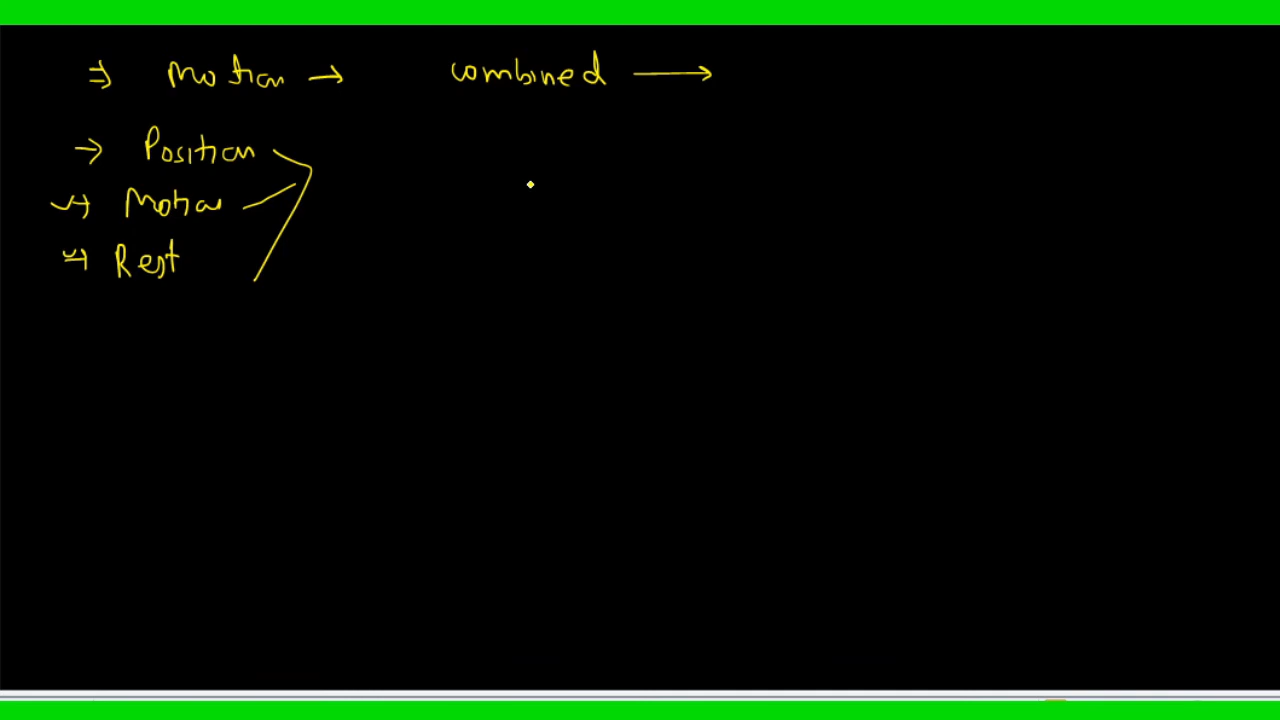 ⇒ Motion → combined →
→ Position
→ Motion
→ Rest